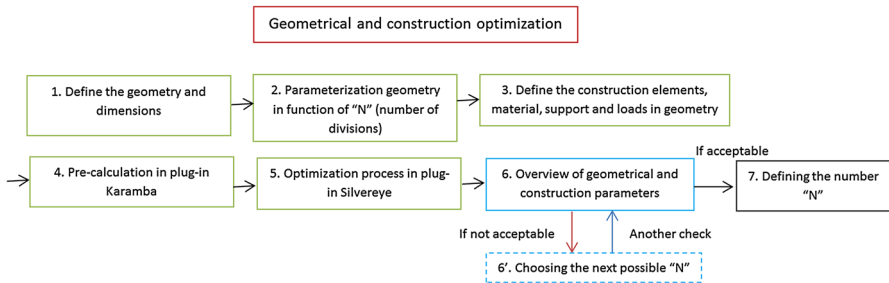 Geometrical and construction optimization
1. Define the geometry and
dimensions
2. Parameterization geometry
in function of “N” (number of
divisions)
3. Define the construction elements,
material, support and loads in geometry
4. Pre-calculation in plug-in
Karamba
5. Optimization process in plug-
in Silvereye
6. Overview of geometrical and
construction parameters
If acceptable
7. Defining the number
“N”
If not acceptable
Another check
6’. Choosing the next possible “N”